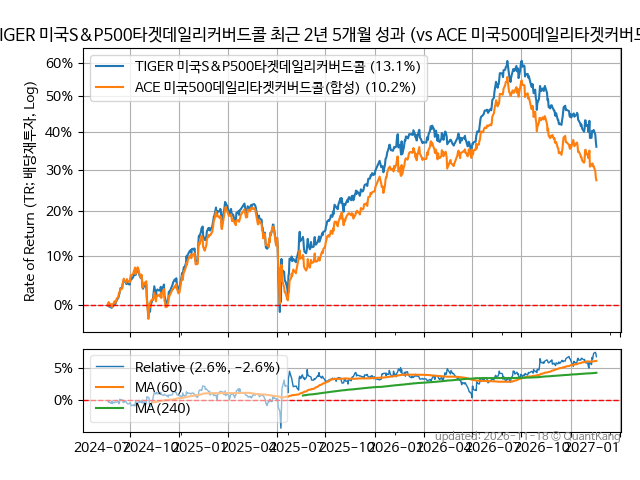 TIGER 미국S&P500타겟데일리커버드콜 최근 2년 5개월 성과 (vs ACE 미국500데일리타겟커버드
TIGER 미국S&P500타겟데일리커버드콜 (13.1%)
ACE 미국500데일리타겟커버드콜(합성) (10.2%)
Rate of Return (TR: 배당재투자, Log)
60%
50%
40%
30%
20%
10%
0%
Relative (2.6%, −2.6%)
MA(60)
MA(240)
5%
0%
updated: 2026-11-18 © QuantKang
2024-07 2024-10 2025-01 2025-04 2025-07 2025-10 2026-01 2026-04 2026-07 2026-10 2027-01